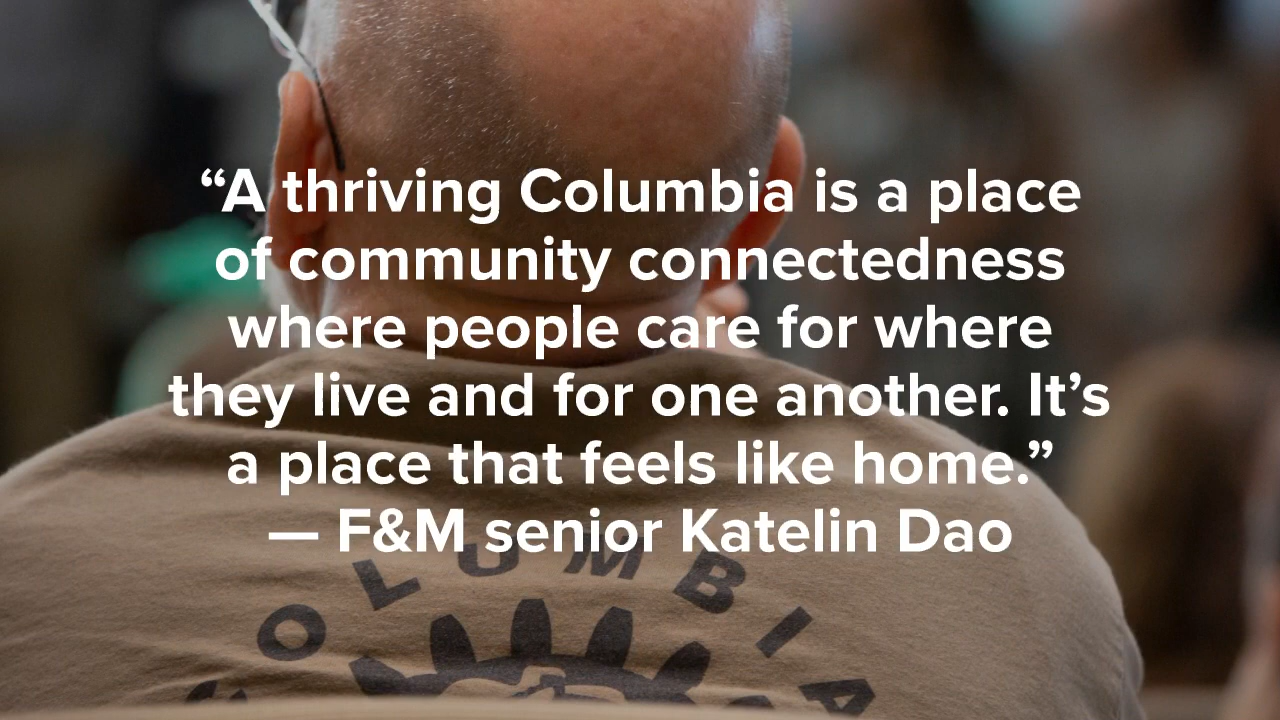 “A thriving Columbia is a place
of community connectedness
where people care for where
they live and for one another. It’s
a place that feels like home.”
— F&M senior Katelin Dao
COLUMBIA